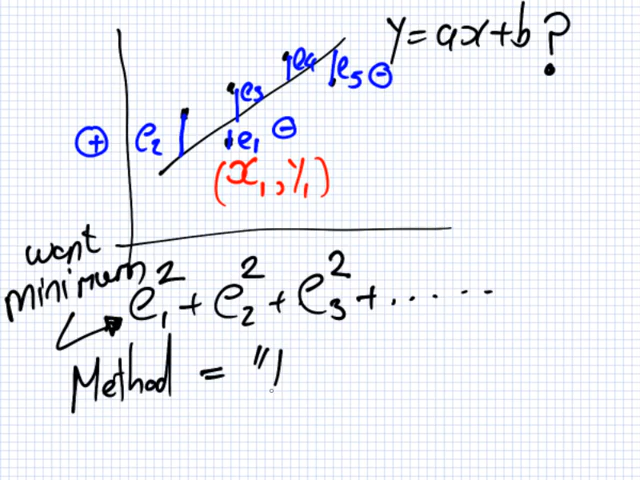 y = ax + b ?
e₄
e₃
e₅ ⊖
⊕ e₂
e₁ ⊖
(x₁, y₁)
want
minimum
e₁² + e₂² + e₃² + ......
Method = "